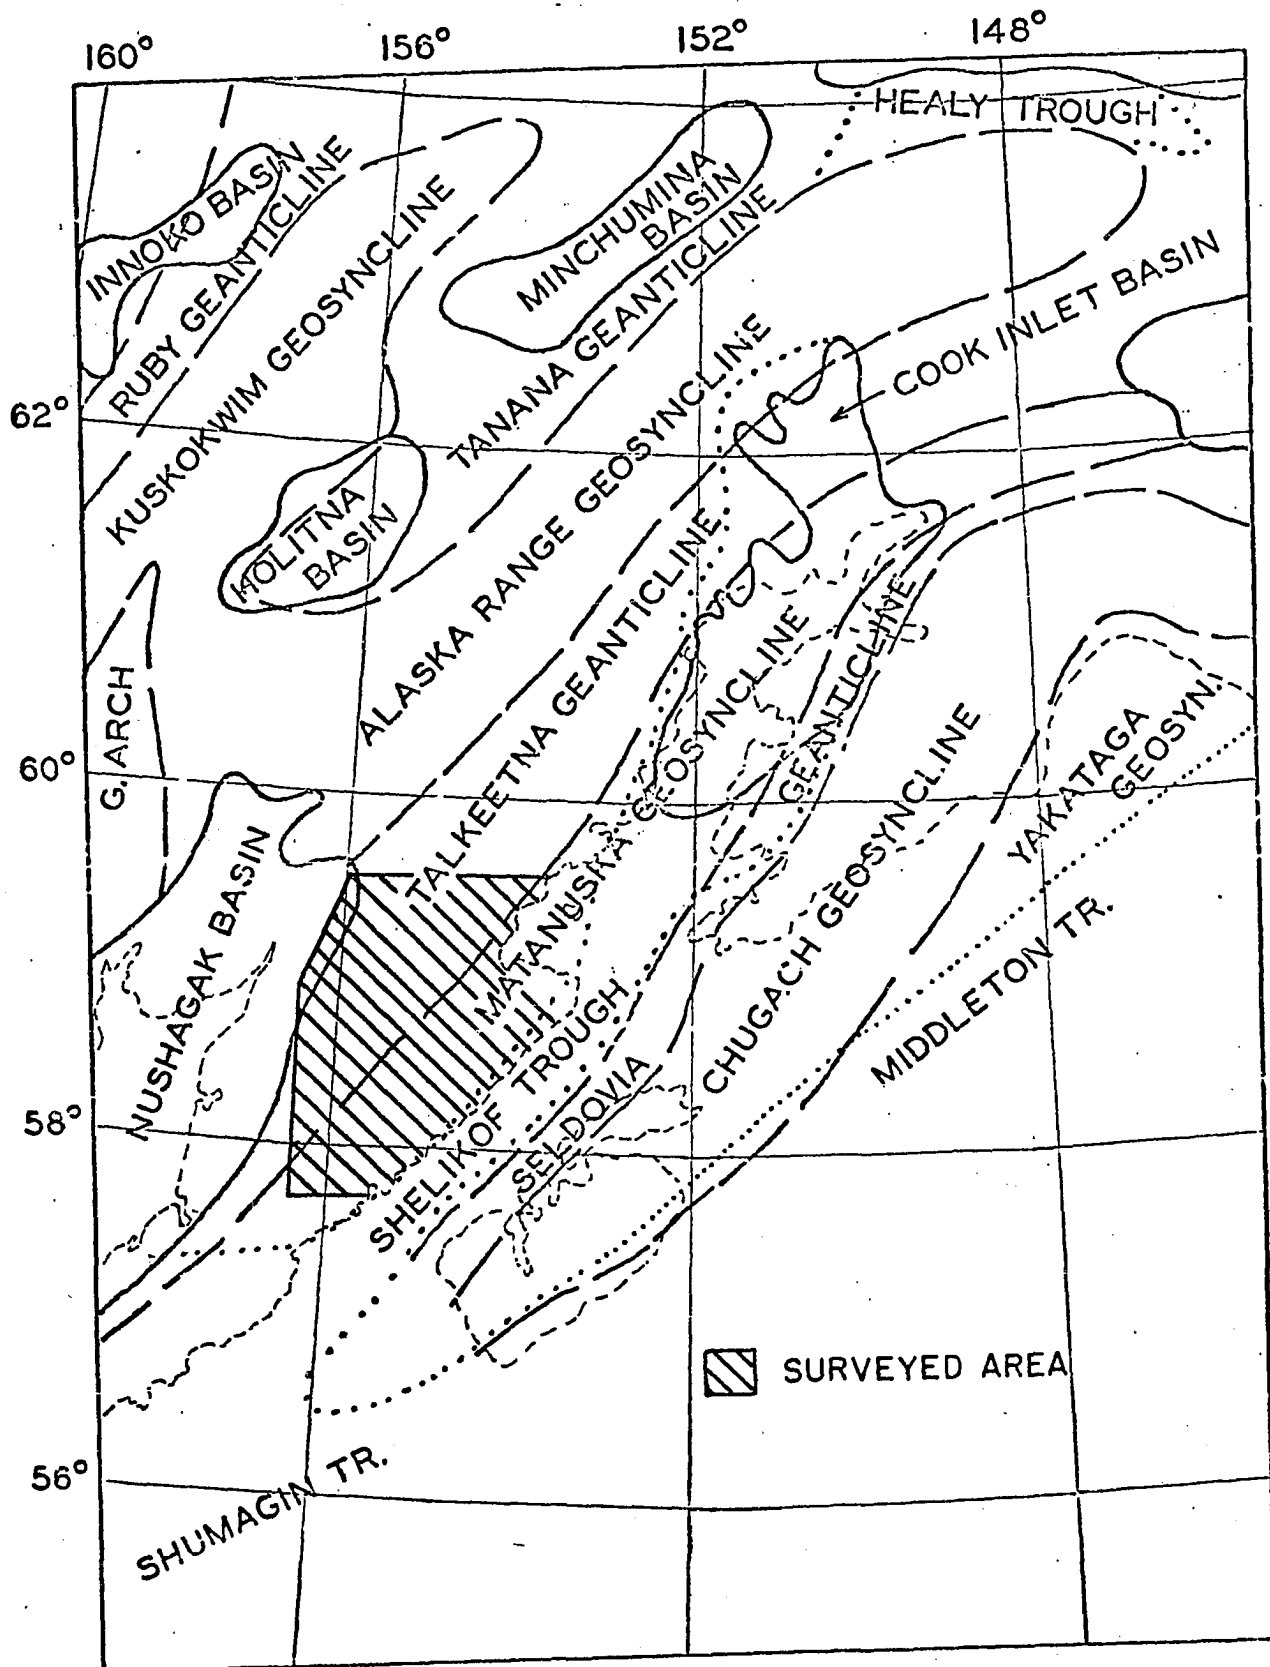 160°
156°
152°
148°
HEALY TROUGH
INNOKO BASIN
RUBY GEANTICLINE
KUSKOKWIM GEOSYNCLINE
MINCHUMINA
BASIN
TANANA GEANTICLINE
COOK INLET BASIN
62°
HOLITNA
BASIN
ALASKA RANGE GEOSYNCLINE
TALKEETNA GEANTICLINE
G. ARCH
60°
NUSHAGAK BASIN
MATANUSKA GEOSYNCLINE
SELDOVIA GEANTICLINE
CHUGACH GEOSYNCLINE
YAKATAGA
GEOSYN.
MIDDLETON TR.
SHELIKOF TROUGH
58°
SURVEYED AREA
56°
SHUMAGIN TR.